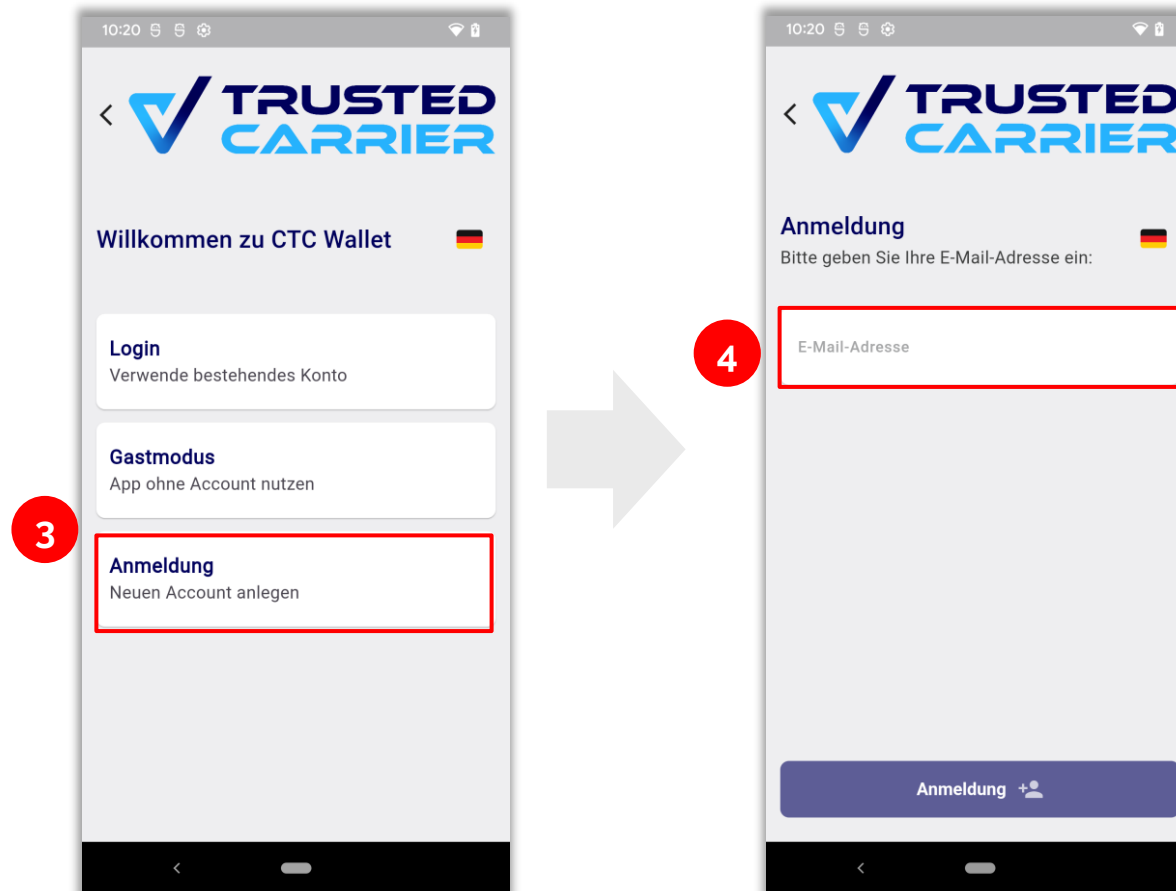 10:20
TRUSTED
CARRIER
Willkommen zu CTC Wallet
Login
Verwende bestehendes Konto
Gastmodus
App ohne Account nutzen
3
Anmeldung
Neuen Account anlegen
10:20
TRUSTED
CARRIER
Anmeldung
Bitte geben Sie Ihre E-Mail-Adresse ein:
4
E-Mail-Adresse
Anmeldung